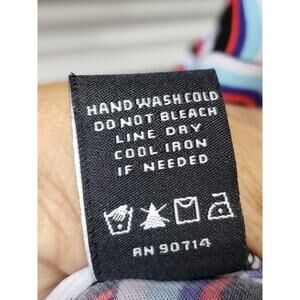 HAND WASH COLD
DO NOT BLEACH
LINE DRY
COOL IRON
IF NEEDED
RN 90714